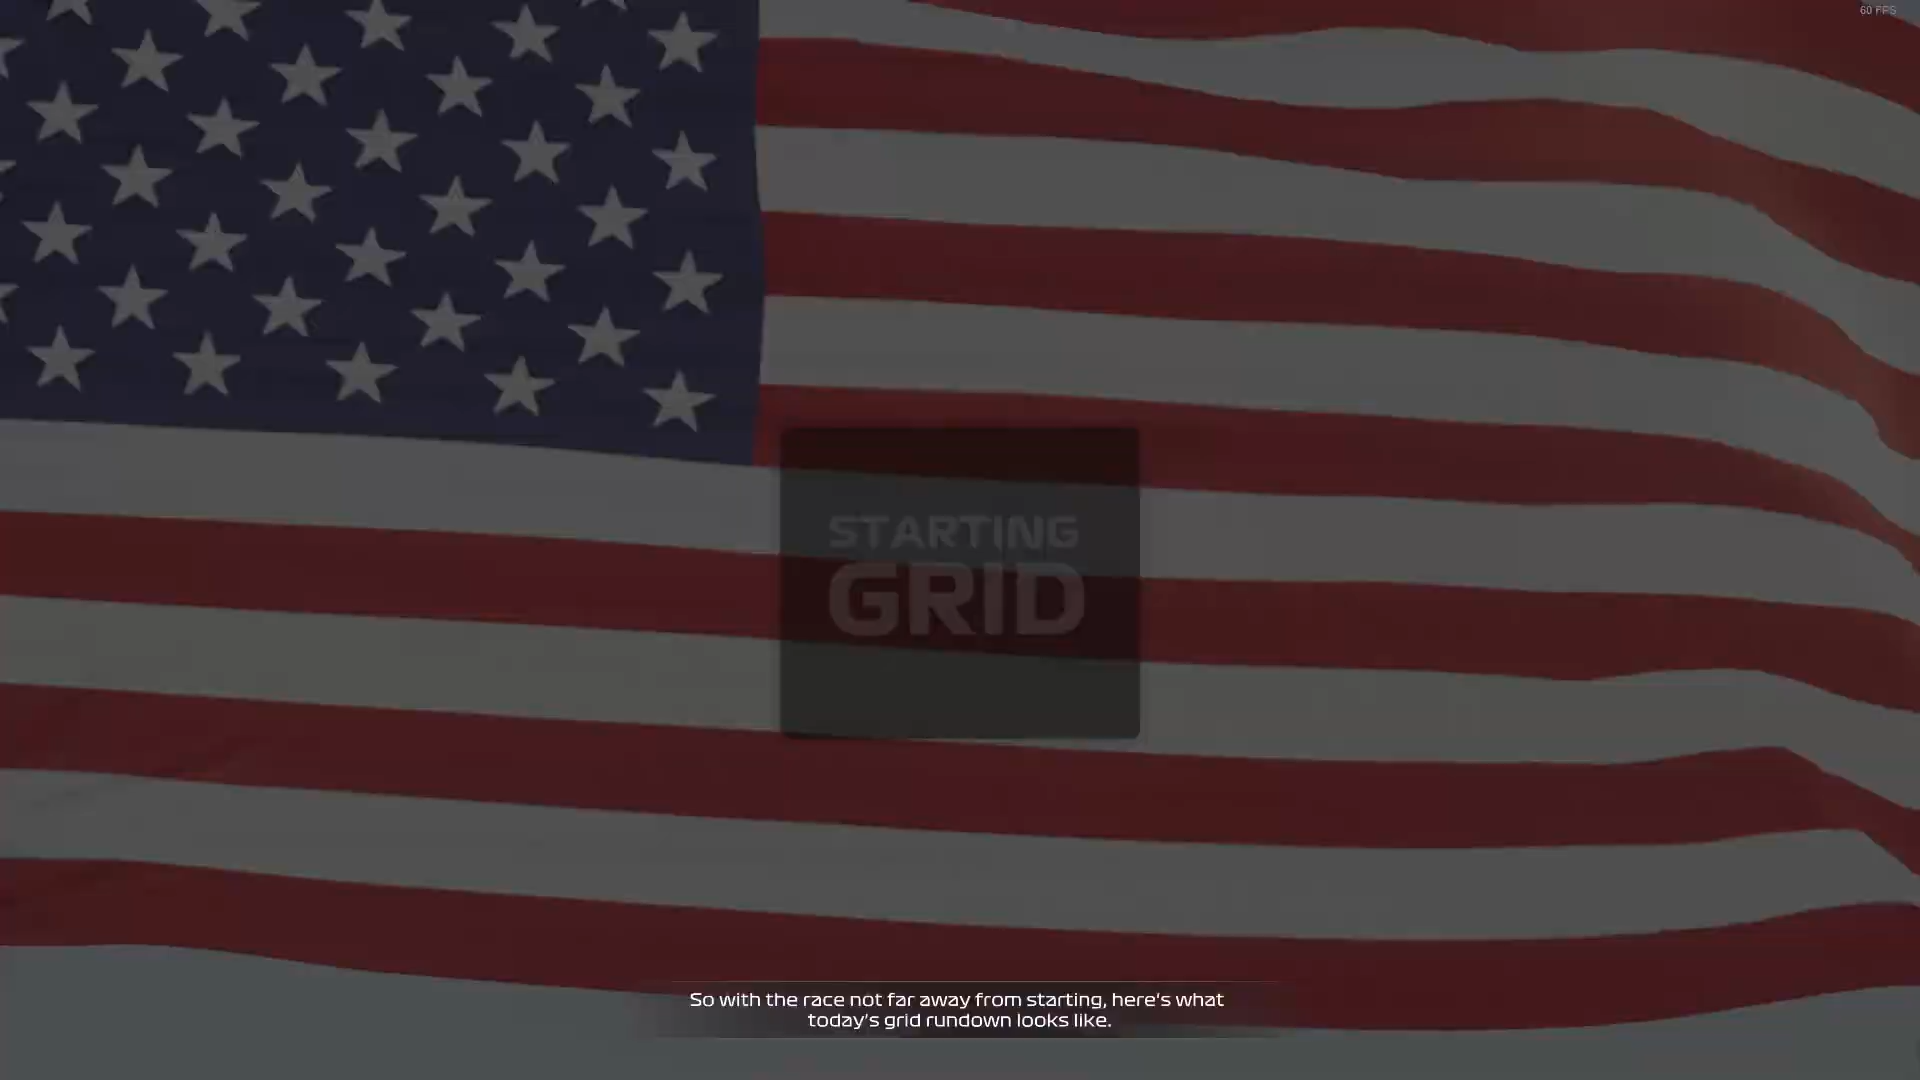 60 FPS
STARTING
GRID
So with the race not far away from starting, here's what
today's grid rundown looks like.